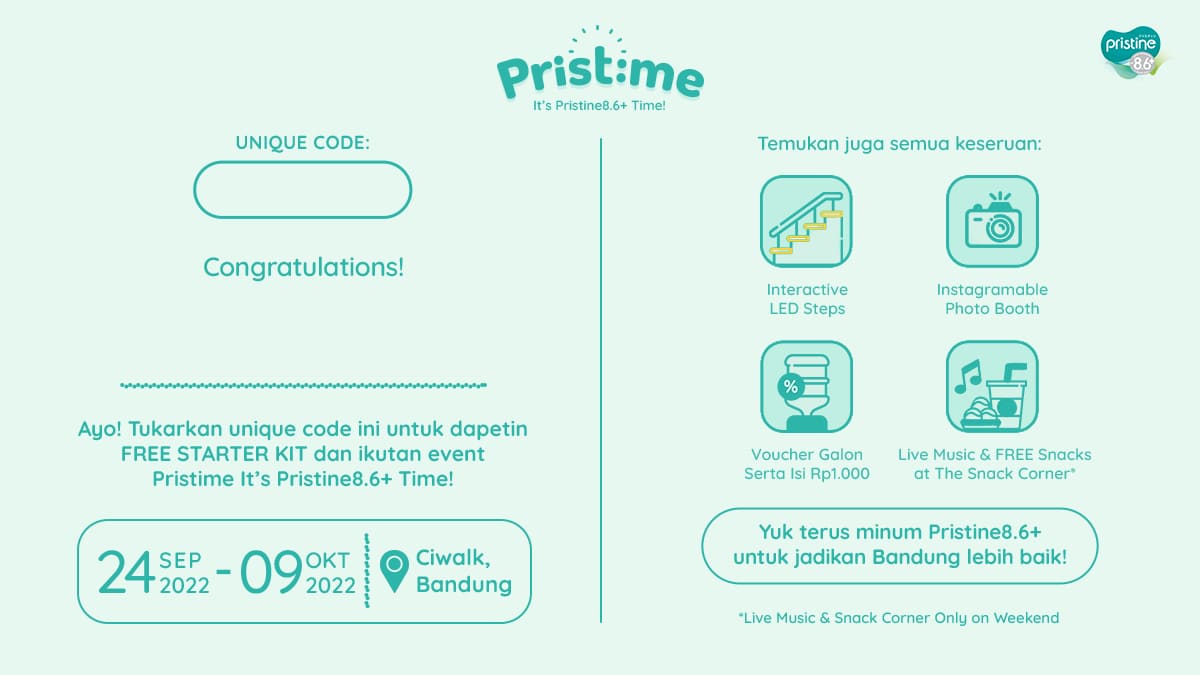 Prist:me
It's Pristine8.6+ Time!
pristine
8.6+
UNIQUE CODE:
Congratulations!
Ayo! Tukarkan unique code ini untuk dapetin
FREE STARTER KIT dan ikutan event
Pristime It's Pristine8.6+ Time!
24 SEP 2022 - 09 OKT 2022
Ciwalk,
Bandung
Temukan juga semua keseruan:
Interactive
LED Steps
Instagramable
Photo Booth
%
Voucher Galon
Serta Isi Rp1.000
Live Music & FREE Snacks
at The Snack Corner*
Yuk terus minum Pristine8.6+
untuk jadikan Bandung lebih baik!
*Live Music & Snack Corner Only on Weekend